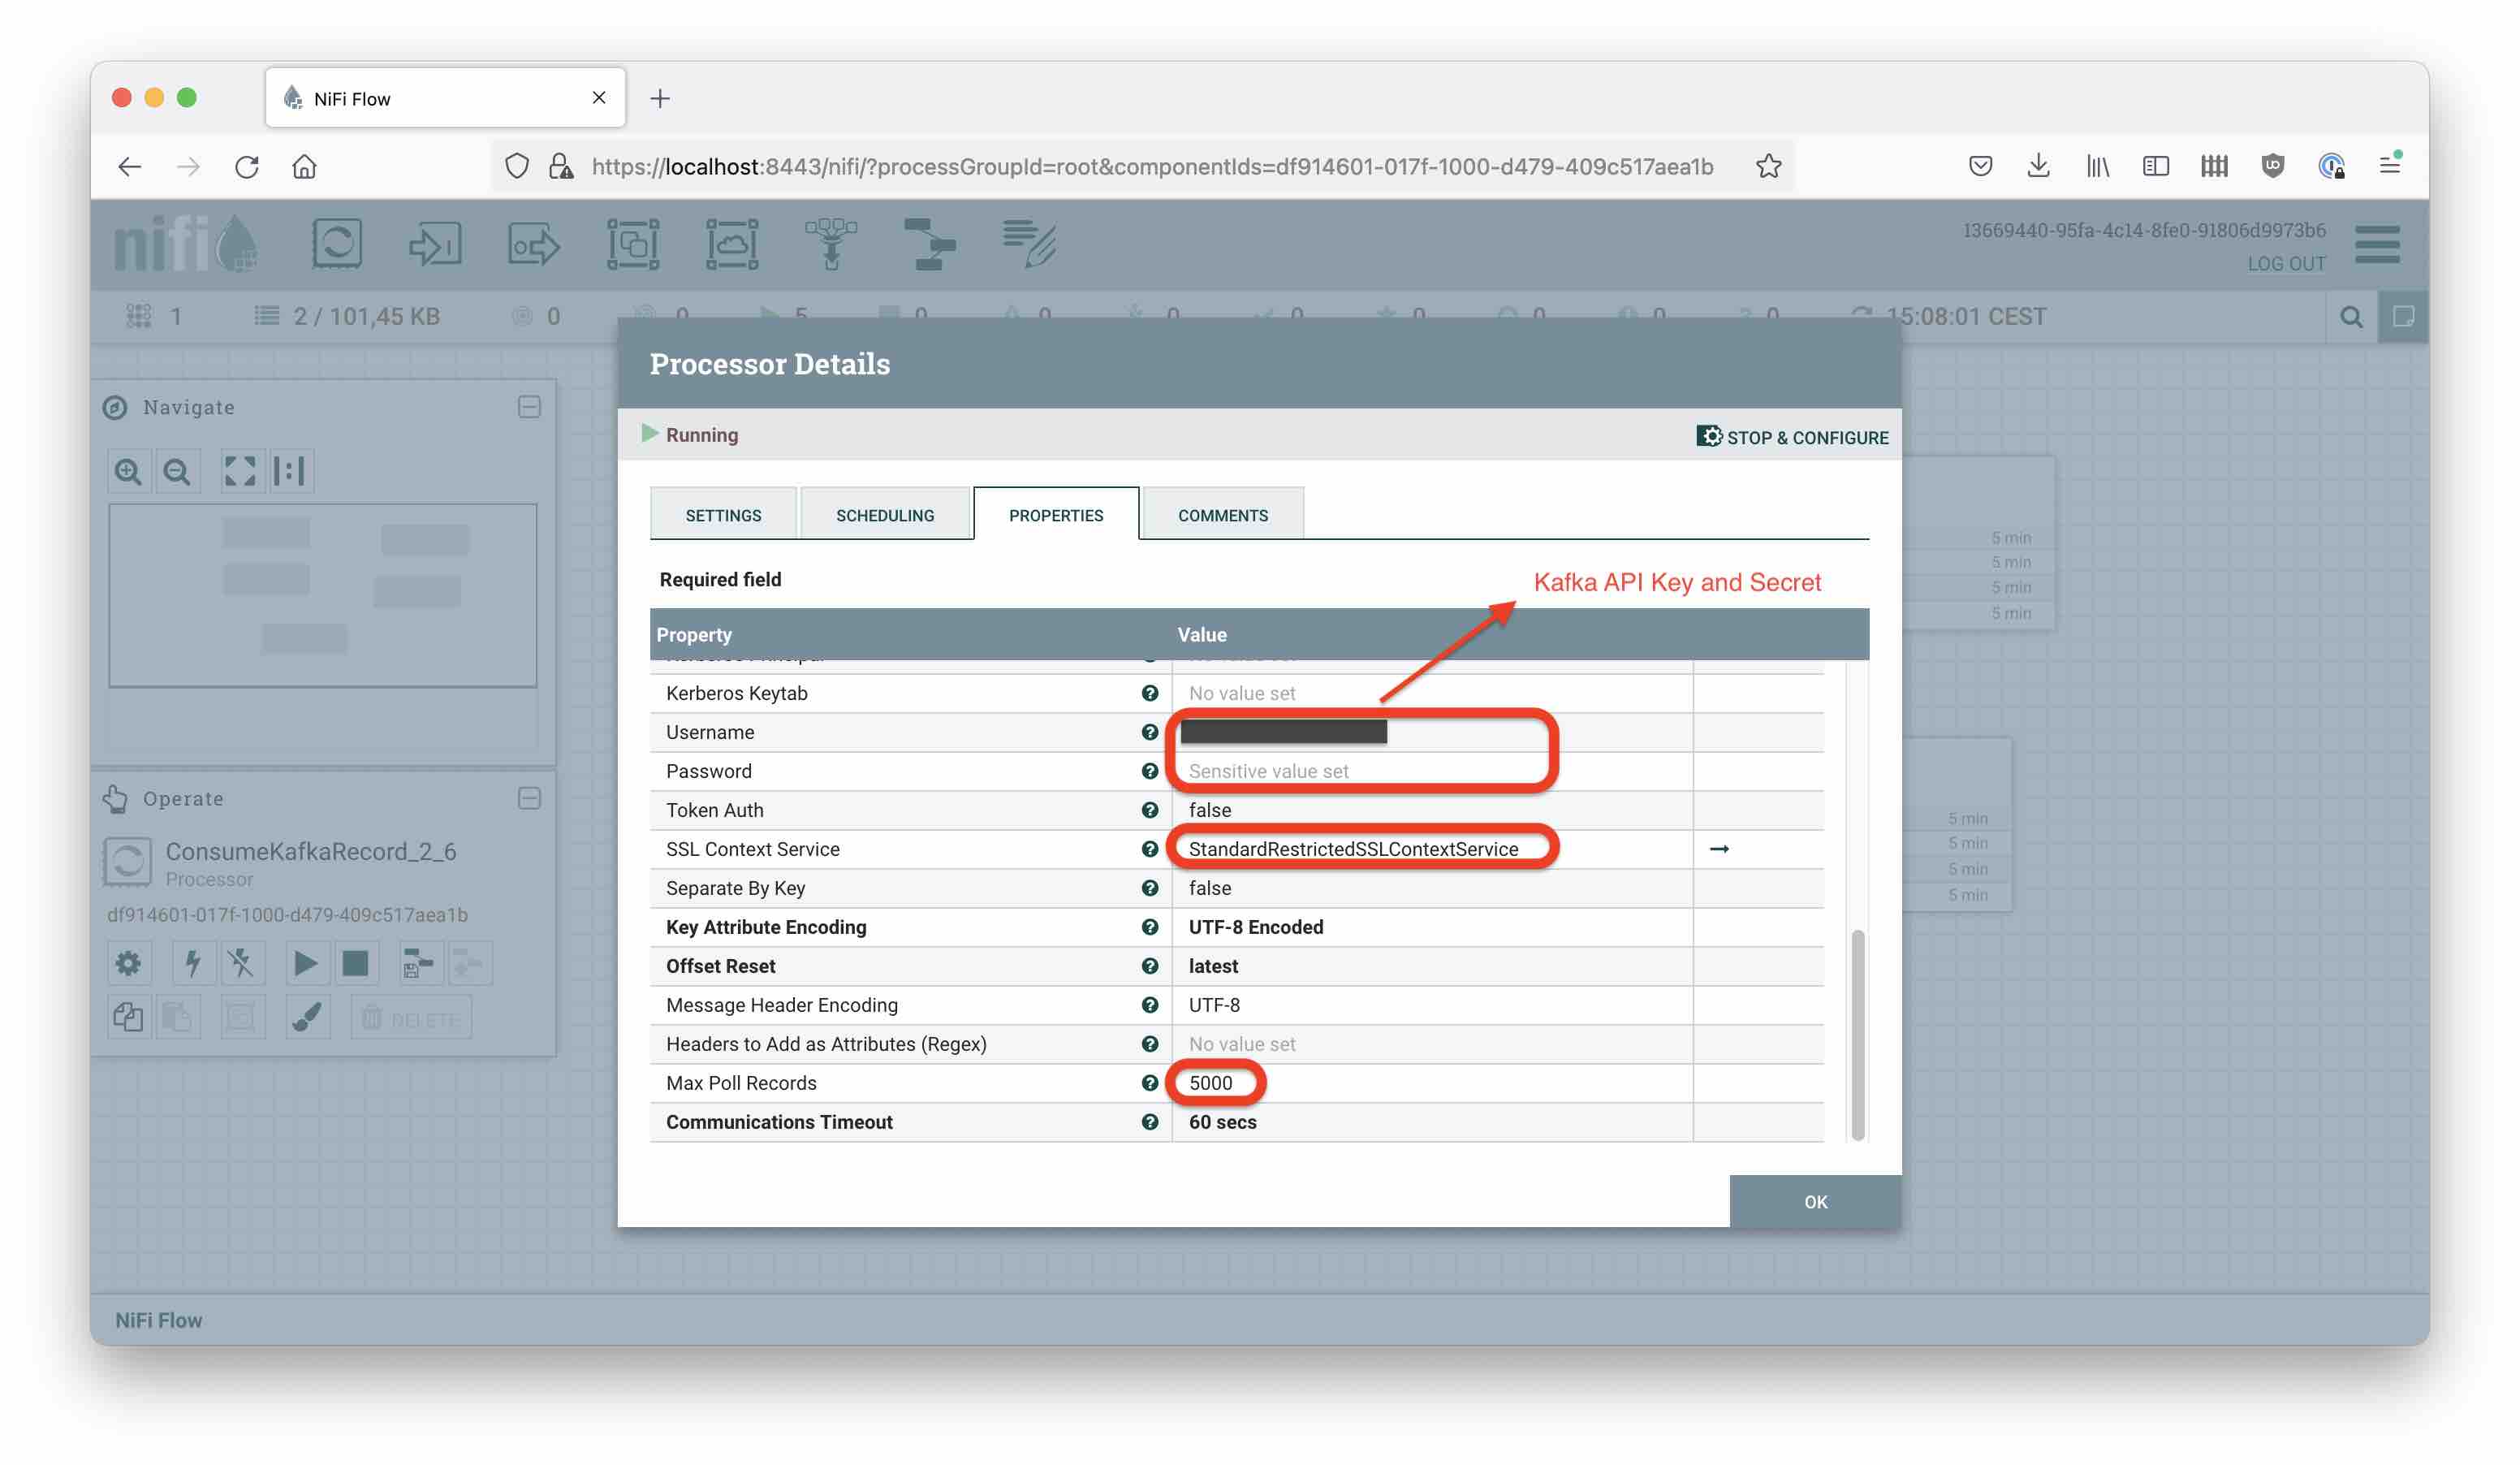 NiFi Flow
https://localhost:8443/nifi/?processGroupId=root&componentIds=df914601-017f-1000-d479-409c517aea1b
nifi
13669440-95fa-4c14-8fe0-91806d9973b6
LOG OUT
1 2 / 101,45 KB 0 0 5 0 0 0 0 0 0 0 0 15:08:01 CEST
Processor Details
Running
STOP & CONFIGURE
Navigate
SETTINGS SCHEDULING PROPERTIES COMMENTS
Required field
Kafka API Key and Secret
Property Value
Kerberos Keytab No value set
Username
Password Sensitive value set
Token Auth false
SSL Context Service StandardRestrictedSSLContextService
Separate By Key false
Key Attribute Encoding UTF-8 Encoded
Offset Reset latest
Message Header Encoding UTF-8
Headers to Add as Attributes (Regex) No value set
Max Poll Records 5000
Communications Timeout 60 secs
OK
5 min
5 min
5 min
5 min
5 min
5 min
5 min
5 min
Operate
ConsumeKafkaRecord_2_6
Processor
df914601-017f-1000-d479-409c517aea1b
DELETE
NiFi Flow